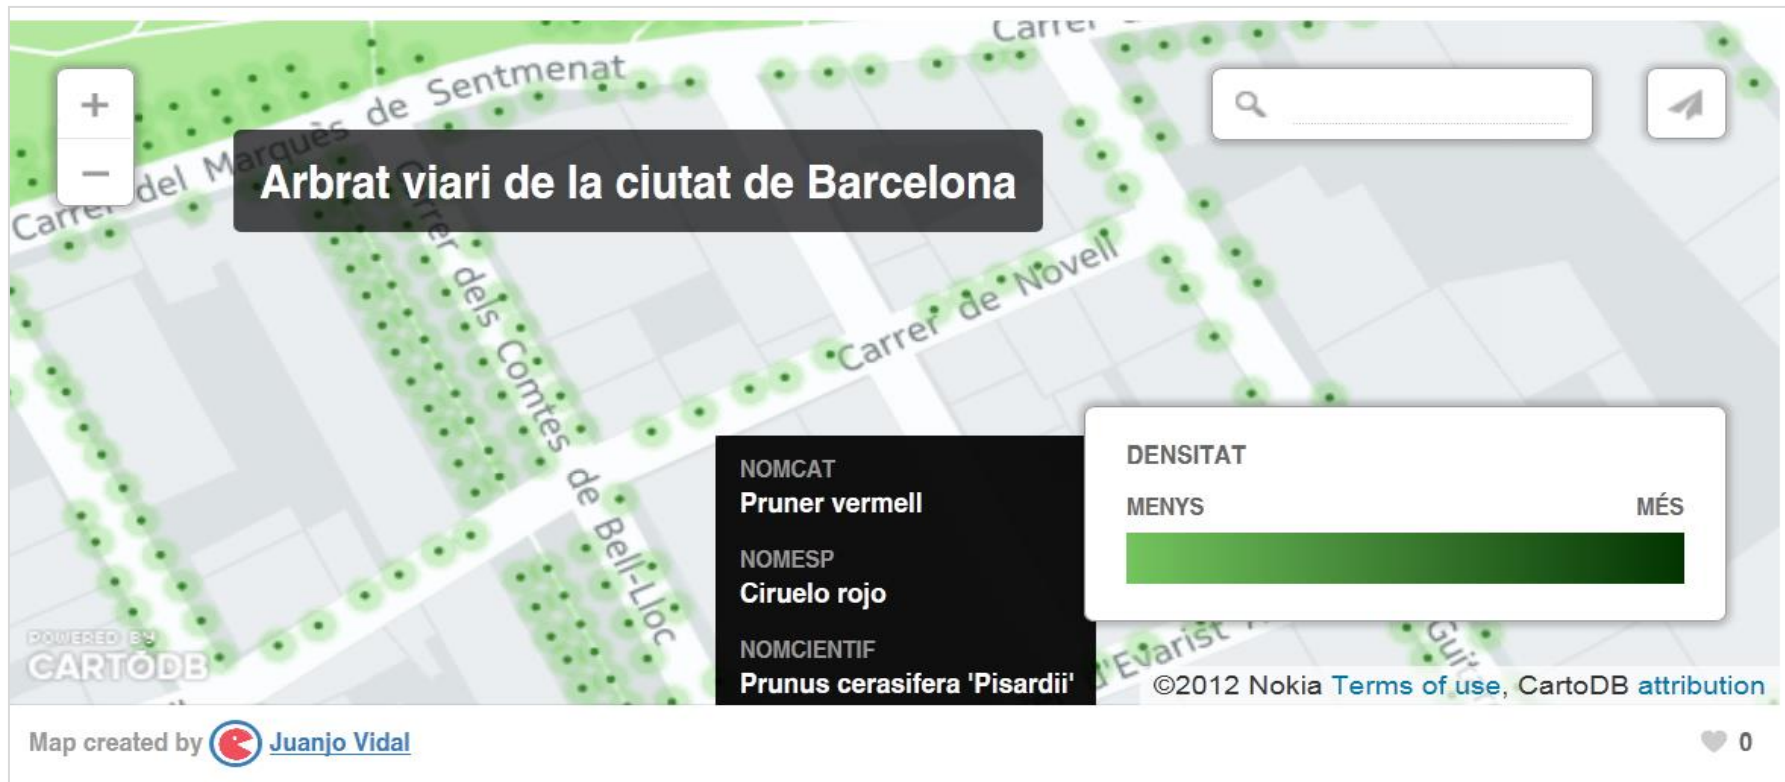 Carrer
Carrer del Marquès de Sentmenat
+
−
Arbrat viari de la ciutat de Barcelona
Carrer dels Comtes de Bell-Lloc
Carrer de Novell
NOMCAT
Pruner vermell
NOMESP
Ciruelo rojo
NOMCIENTIF
Prunus cerasifera 'Pisardii'
DENSITAT
MENYS MÉS
d'Evarist
POWERED BY
CARTODB
©2012 Nokia Terms of use, CartoDB attribution
Map created by Juanjo Vidal
0